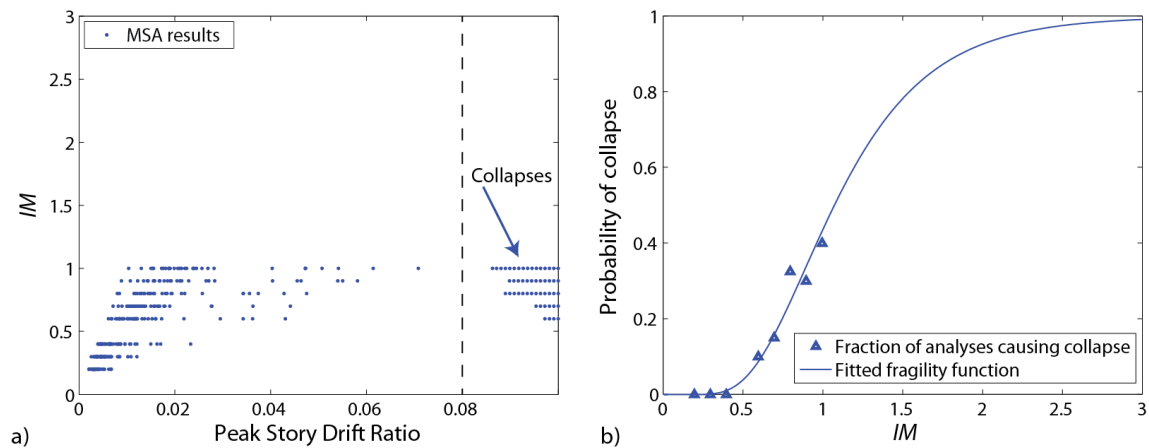 3
2.5
2
1.5
1
0.5
0
IM
MSA results
Collapses
0 0.02 0.04 0.06 0.08
Peak Story Drift Ratio
a)
1
0.8
0.6
0.4
0.2
0
Probability of collapse
Fraction of analyses causing collapse
Fitted fragility function
0 0.5 1 1.5 2 2.5 3
IM
b)